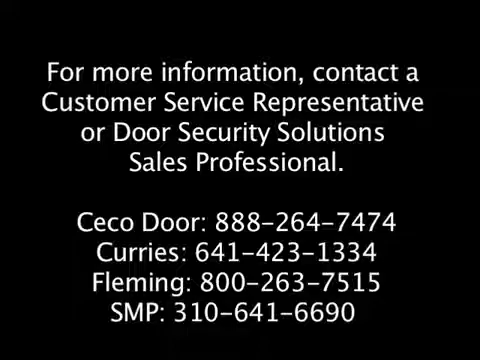 For more information, contact a
Customer Service Representative
or Door Security Solutions
Sales Professional.
Ceco Door: 888-264-7474
Curries: 641-423-1334
Fleming: 800-263-7515
SMP: 310-641-6690